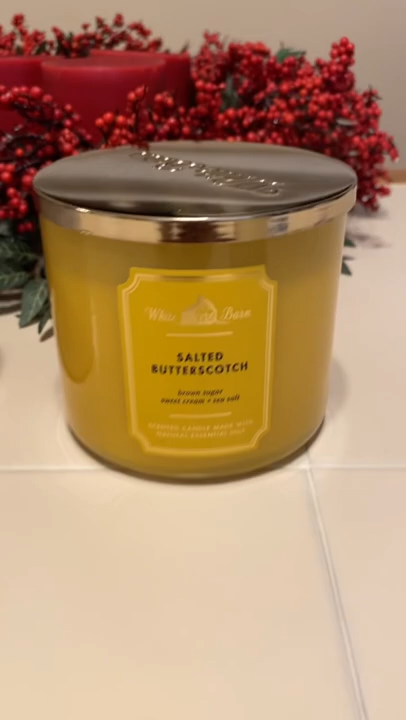 White Barn
SALTED
BUTTERSCOTCH
brown sugar
sweet cream • sea salt
SCENTED CANDLE MADE WITH
NATURAL ESSENTIAL OILS